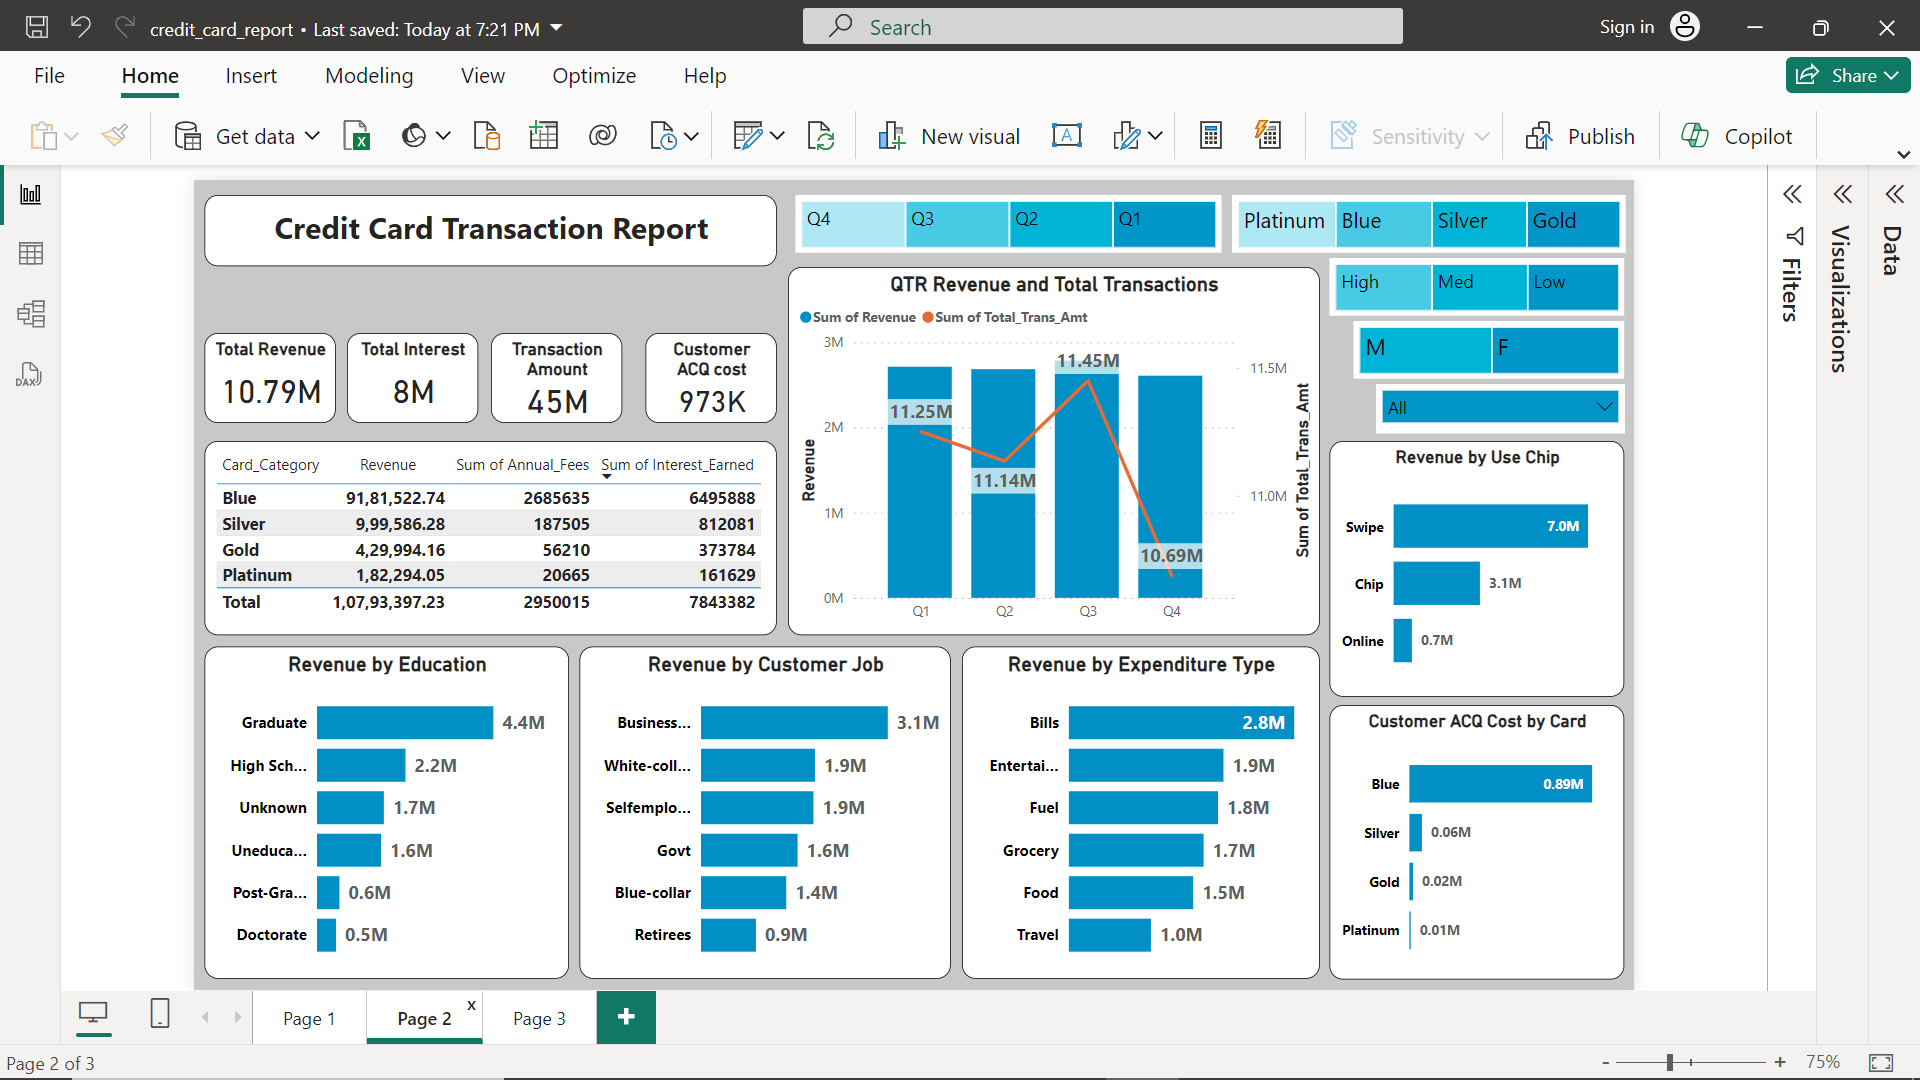 credit_card_report • Last saved: Today at 7:21 PM
Search
Sign in
File Home Insert Modeling View Optimize Help
Share
Get data
New visual
A
Sensitivity
Publish
Copilot
DAX
Credit Card Transaction Report
Q4 Q3 Q2 Q1
Platinum Blue Silver Gold
High Med Low
M F
All
Total Revenue
10.79M
Total Interest
8M
Transaction
Amount
45M
Customer
ACQ cost
973K
Card_Category Revenue Sum of Annual_Fees Sum of Interest_Earned
Blue 91,81,522.74 2685635 6495888
Silver 9,99,586.28 187505 812081
Gold 4,29,994.16 56210 373784
Platinum 1,82,294.05 20665 161629
Total 1,07,93,397.23 2950015 7843382
QTR Revenue and Total Transactions
Sum of Revenue Sum of Total_Trans_Amt
3M
2M
1M
0M
Revenue
11.25M
11.14M
11.45M
10.69M
Q1 Q2 Q3 Q4
11.5M
11.0M
Sum of Total_Trans_Amt
Revenue by Use Chip
Swipe 7.0M
Chip 3.1M
Online 0.7M
Revenue by Education
Graduate 4.4M
High Sch... 2.2M
Unknown 1.7M
Uneduca... 1.6M
Post-Gra... 0.6M
Doctorate 0.5M
Revenue by Customer Job
Business... 3.1M
White-coll... 1.9M
Selfemplo... 1.9M
Govt 1.6M
Blue-collar 1.4M
Retirees 0.9M
Revenue by Expenditure Type
Bills 2.8M
Entertai... 1.9M
Fuel 1.8M
Grocery 1.7M
Food 1.5M
Travel 1.0M
Customer ACQ Cost by Card
Blue 0.89M
Silver 0.06M
Gold 0.02M
Platinum 0.01M
Filters
Visualizations
Data
Page 1 Page 2 x Page 3 +
Page 2 of 3
- + 75%